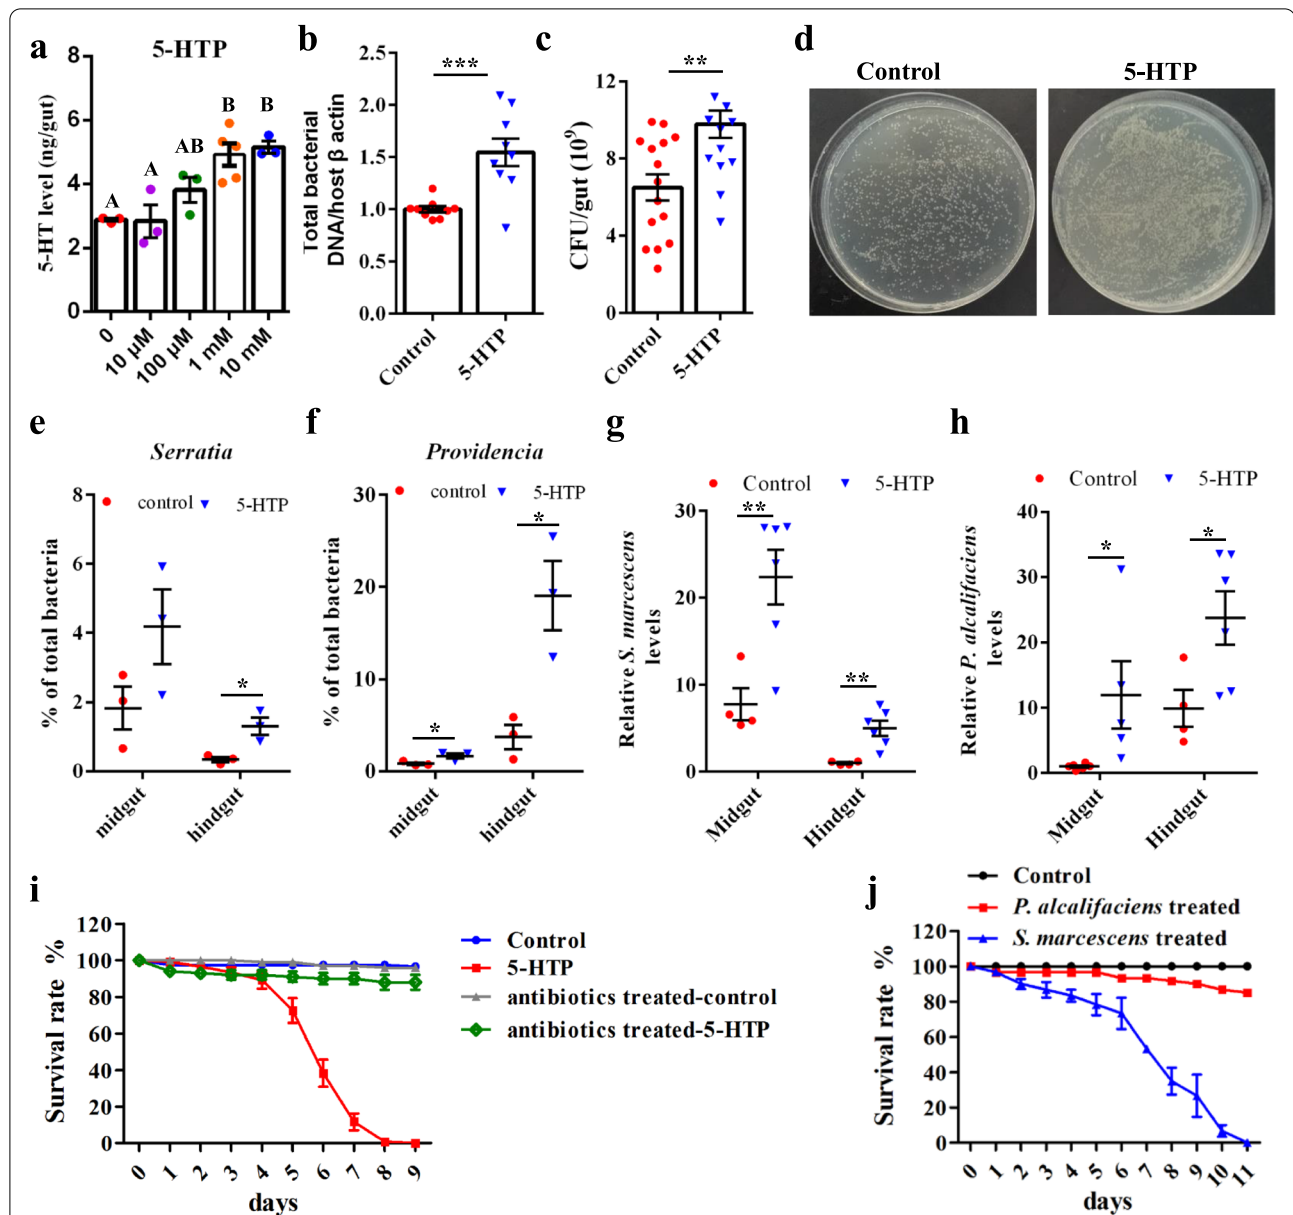 a
5-HTP
5-HT level (ng/gut)
8
6
4
2
0
A
A
AB
B
B
0
10 µM
100 µM
1 mM
10 mM
b
Total bacterial
DNA/host β actin
2.5
2.0
1.5
1.0
0.5
0.0
***
Control
5-HTP
c
CFU/gut (10⁹)
12
8
4
0
**
Control
5-HTP
d
Control
5-HTP
e
Serratia
control
5-HTP
% of total bacteria
8
6
4
2
0
*
midgut
hindgut
f
Providencia
control
5-HTP
% of total bacteria
30
20
10
0
*
*
midgut
hindgut
g
Control
5-HTP
Relative S. marcescens
levels
30
20
10
0
**
**
Midgut
Hindgut
h
Control
5-HTP
Relative P. alcalifaciens
levels
40
30
20
10
0
*
*
Midgut
Hindgut
i
Survival rate %
120
100
80
60
40
20
0
0 1 2 3 4 5 6 7 8 9
days
Control
5-HTP
antibiotics treated-control
antibiotics treated-5-HTP
j
Control
P. alcalifaciens treated
S. marcescens treated
Survival rate %
120
100
80
60
40
20
0
0 1 2 3 4 5 6 7 8 9 10 11
days